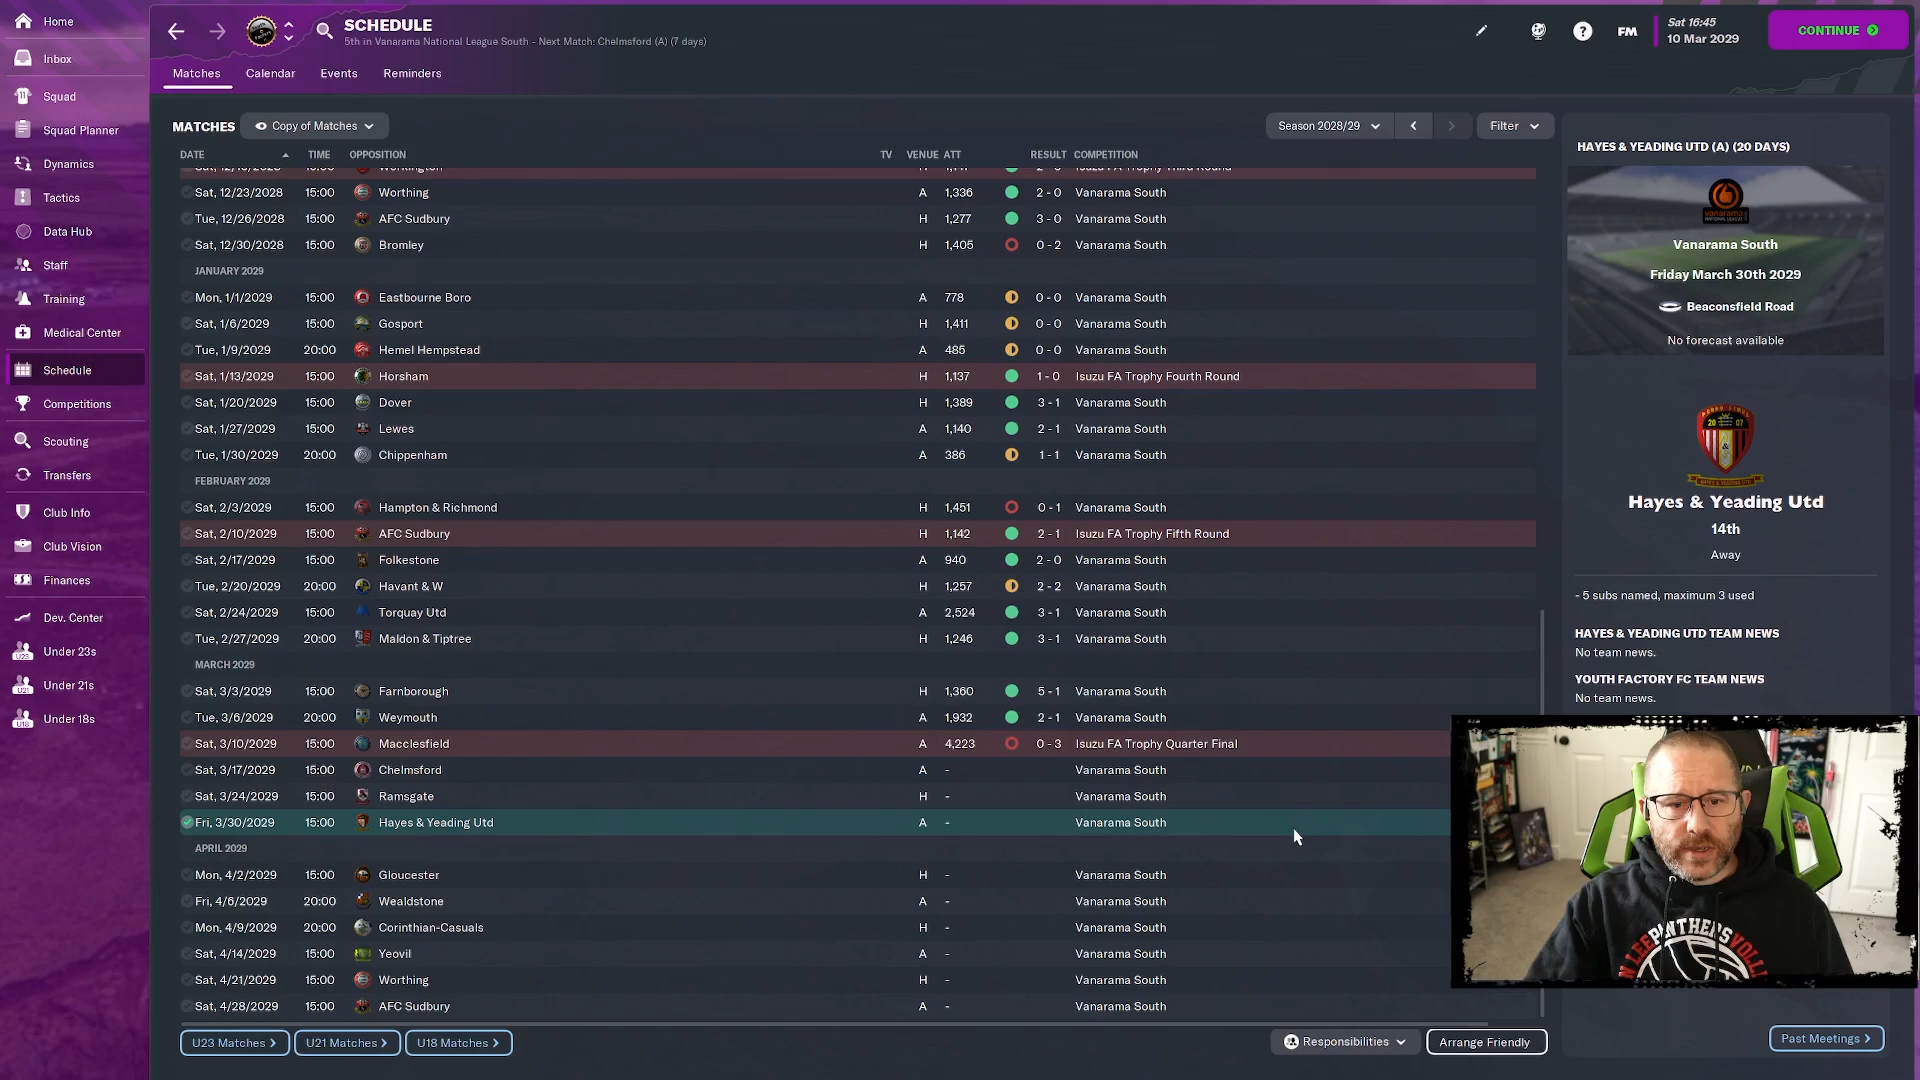 Home
Inbox
Squad
Squad Planner
Dynamics
Tactics
Data Hub
Staff
Training
Medical Center
Schedule
Competitions
Scouting
Transfers
Club Info
Club Vision
Finances
Dev. Center
Under 23s
Under 21s
Under 18s
SCHEDULE
5th in Vanarama National League South - Next Match: Chelmsford (A) (7 days)
FM
Sat 16:45
10 Mar 2029
CONTINUE
Matches Calendar Events Reminders
MATCHES Copy of Matches Season 2028/29 Filter
DATE TIME OPPOSITION TV VENUE ATT RESULT COMPETITION
Sat, 12/23/2028 15:00 Worthing A 1,336 2 - 0 Vanarama South
Tue, 12/26/2028 15:00 AFC Sudbury H 1,277 3 - 0 Vanarama South
Sat, 12/30/2028 15:00 Bromley H 1,405 0 - 2 Vanarama South
JANUARY 2029
Mon, 1/1/2029 15:00 Eastbourne Boro A 778 0 - 0 Vanarama South
Sat, 1/6/2029 15:00 Gosport H 1,411 0 - 0 Vanarama South
Tue, 1/9/2029 20:00 Hemel Hempstead A 485 0 - 0 Vanarama South
Sat, 1/13/2029 15:00 Horsham H 1,137 1 - 0 Isuzu FA Trophy Fourth Round
Sat, 1/20/2029 15:00 Dover H 1,389 3 - 1 Vanarama South
Sat, 1/27/2029 15:00 Lewes A 1,140 2 - 1 Vanarama South
Tue, 1/30/2029 20:00 Chippenham A 386 1 - 1 Vanarama South
FEBRUARY 2029
Sat, 2/3/2029 15:00 Hampton & Richmond H 1,451 0 - 1 Vanarama South
Sat, 2/10/2029 15:00 AFC Sudbury H 1,142 2 - 1 Isuzu FA Trophy Fifth Round
Sat, 2/17/2029 15:00 Folkestone A 940 2 - 0 Vanarama South
Tue, 2/20/2029 20:00 Havant & W H 1,257 2 - 2 Vanarama South
Sat, 2/24/2029 15:00 Torquay Utd A 2,524 3 - 1 Vanarama South
Tue, 2/27/2029 20:00 Maldon & Tiptree H 1,246 3 - 1 Vanarama South
MARCH 2029
Sat, 3/3/2029 15:00 Farnborough H 1,360 5 - 1 Vanarama South
Tue, 3/6/2029 20:00 Weymouth A 1,932 2 - 1 Vanarama South
Sat, 3/10/2029 15:00 Macclesfield A 4,223 0 - 3 Isuzu FA Trophy Quarter Final
Sat, 3/17/2029 15:00 Chelmsford A - Vanarama South
Sat, 3/24/2029 15:00 Ramsgate H - Vanarama South
Fri, 3/30/2029 15:00 Hayes & Yeading Utd A - Vanarama South
APRIL 2029
Mon, 4/2/2029 15:00 Gloucester H - Vanarama South
Fri, 4/6/2029 20:00 Wealdstone A - Vanarama South
Mon, 4/9/2029 20:00 Corinthian-Casuals H - Vanarama South
Sat, 4/14/2029 15:00 Yeovil A - Vanarama South
Sat, 4/21/2029 15:00 Worthing H - Vanarama South
Sat, 4/28/2029 15:00 AFC Sudbury A - Vanarama South
U23 Matches > U21 Matches > U18 Matches >
Responsibilities Arrange Friendly
HAYES & YEADING UTD (A) (20 DAYS)
Vanarama South
Friday March 30th 2029
Beaconsfield Road
No forecast available
20 07
Hayes & Yeading Utd
14th
Away
- 5 subs named, maximum 3 used
HAYES & YEADING UTD TEAM NEWS
No team news.
YOUTH FACTORY FC TEAM NEWS
No team news.
Past Meetings >